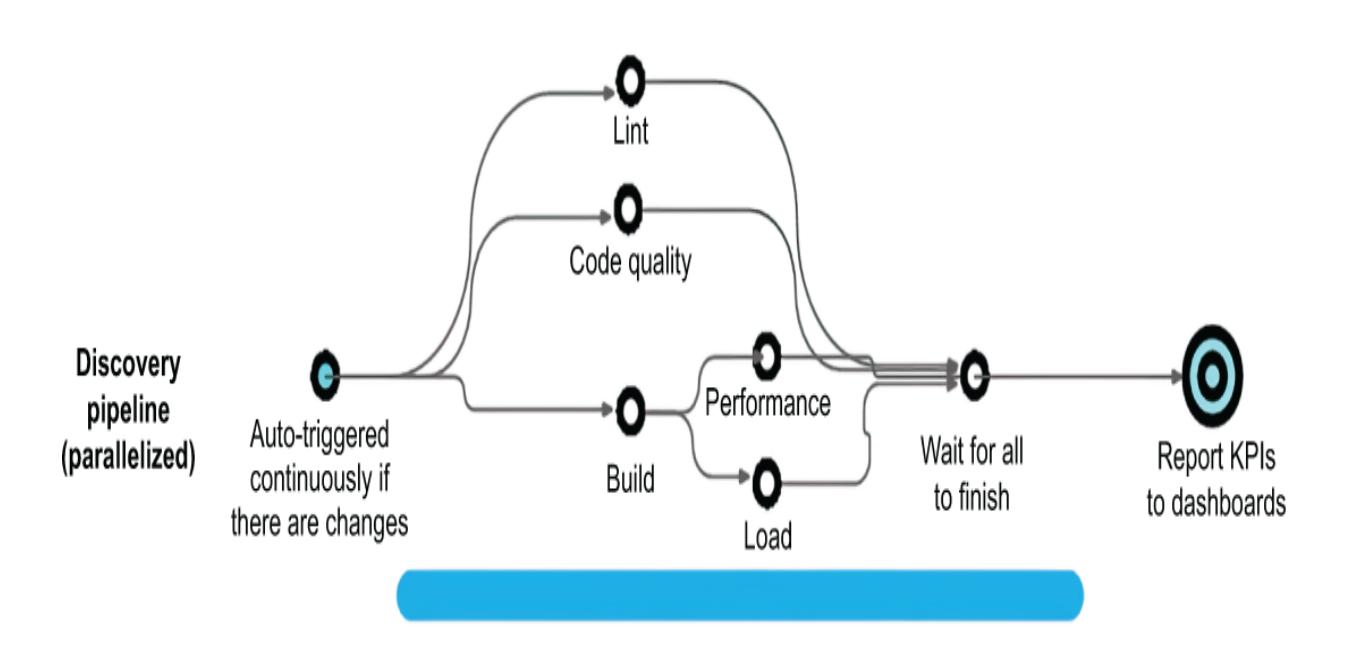 Lint
Code quality
Discovery
pipeline
(parallelized)
Auto-triggered
continuously if
there are changes
Build
Performance
Load
Wait for all
to finish
Report KPIs
to dashboards